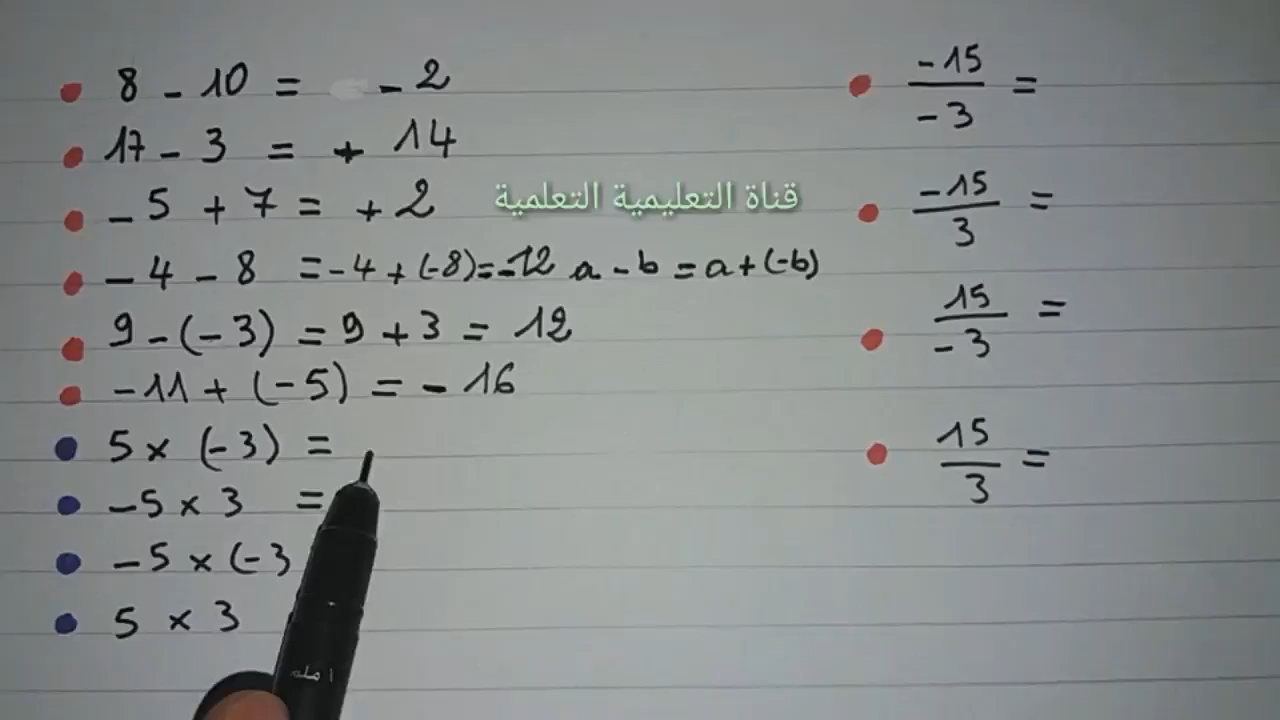 8 - 10 = - 2
17 - 3 = + 14
- 5 + 7 = + 2
قناة التعليمية التعلمية
- 4 - 8 = -4 + (-8) = -12 a - b = a + (-b)
9 - (- 3) = 9 + 3 = 12
-11 + (-5) = - 16
5 × (-3) =
-5 × 3 =
-5 × (-3
5 × 3
-15
-3 =
-15
3 =
15
-3 =
15
3 =